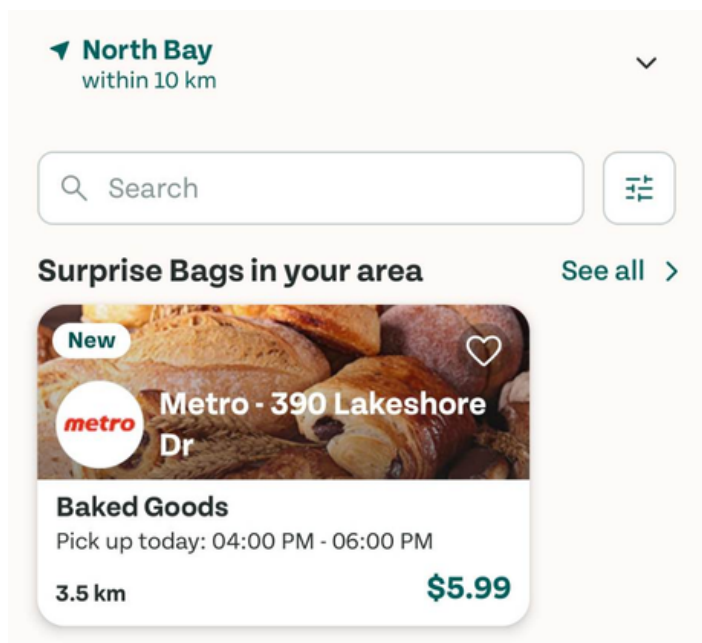 North Bay
within 10 km
Search
Surprise Bags in your area
See all
New
metro
Metro - 390 Lakeshore
Dr
Baked Goods
Pick up today: 04:00 PM - 06:00 PM
3.5 km
$5.99